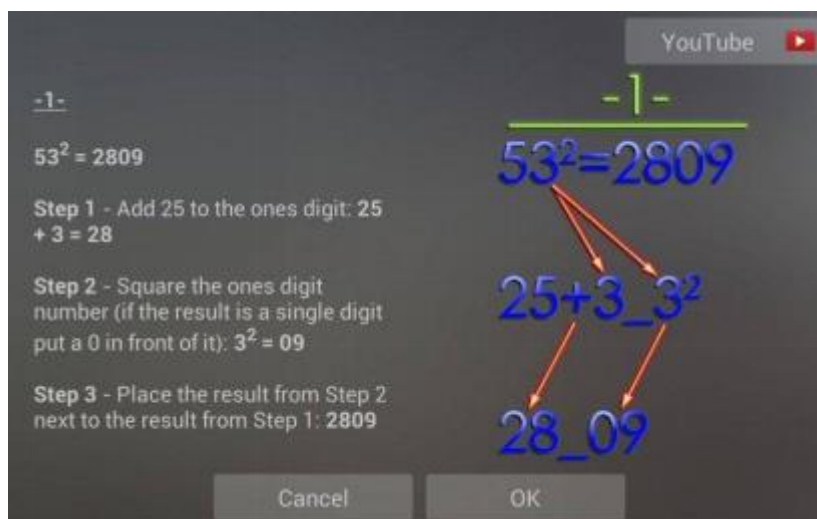 YouTube
-1-
53² = 2809
Step 1 - Add 25 to the ones digit: 25
+ 3 = 28
Step 2 - Square the ones digit
number (if the result is a single digit
put a 0 in front of it): 3² = 09
Step 3 - Place the result from Step 2
next to the result from Step 1: 2809
-1-
53²=2809
25+3_3²
28_09
Cancel
OK